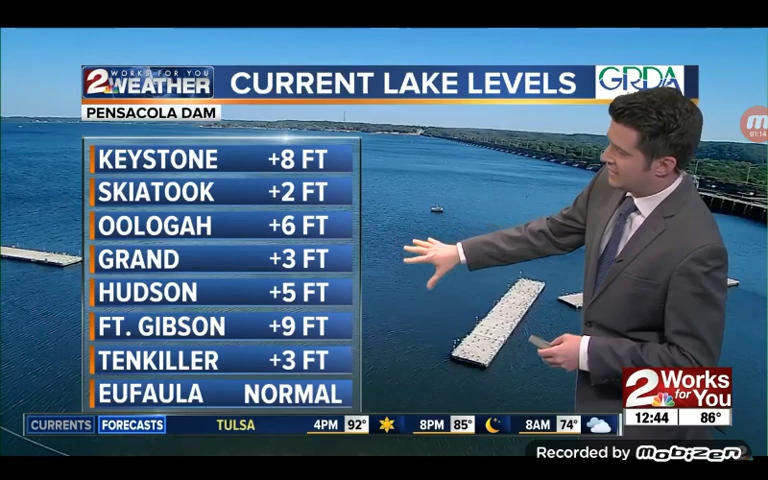 2 WORKS FOR YOU
WEATHER
CURRENT LAKE LEVELS
GRDA
PENSACOLA DAM
KEYSTONE +8 FT
SKIATOOK +2 FT
OOLOGAH +6 FT
GRAND +3 FT
HUDSON +5 FT
FT. GIBSON +9 FT
TENKILLER +3 FT
EUFAULA NORMAL
01:14
2 Works for You
12:44 86°
CURRENTS FORECASTS TULSA 4PM 92° 8PM 85° 8AM 74°
Recorded by mobizen